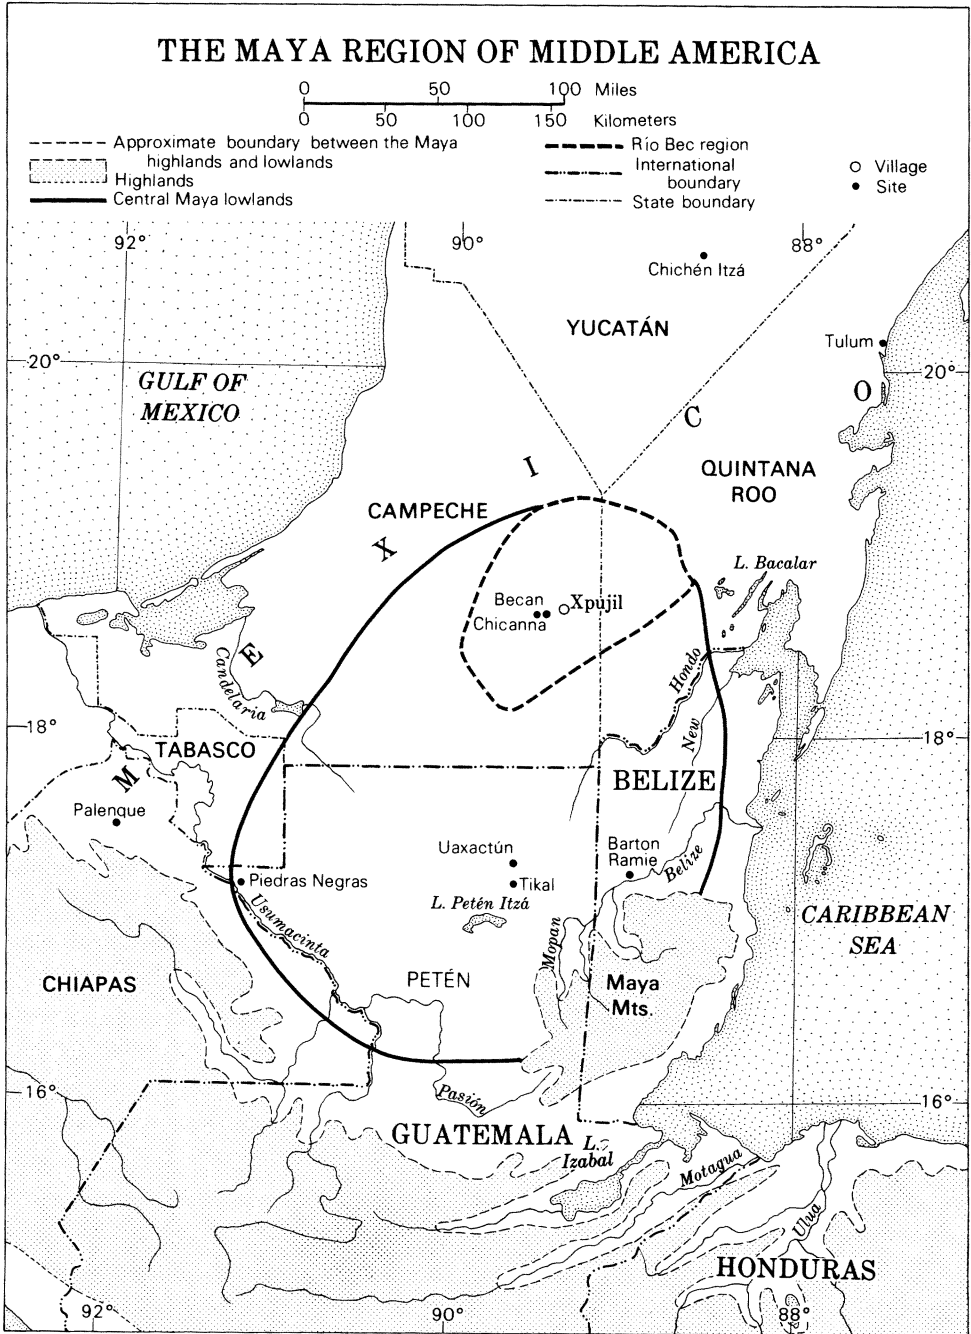 THE MAYA REGION OF MIDDLE AMERICA
0 50 100 Miles
0 50 100 150 Kilometers
Approximate boundary between the Maya
highlands and lowlands
Highlands
Central Maya lowlands
Río Bec region
International
boundary
State boundary
Village
Site
92°
90°
88°
Chichén Itzá
YUCATÁN
Tulum
20°
20°
GULF OF
MEXICO
M E X I C O
QUINTANA
ROO
CAMPECHE
L. Bacalar
Becan
Xpujil
Chicanna
Candelaria
Hondo
New
18°
18°
TABASCO
BELIZE
Palenque
Uaxactún
Barton
Ramie
Belize
Tikal
Piedras Negras
L. Petén Itzá
Usumacinta
Mopan
CARIBBEAN
SEA
CHIAPAS
PETÉN
Maya
Mts.
16°
16°
Pasión
GUATEMALA
L.
Izabal
Motagua
Ulua
HONDURAS
92°
90°
88°